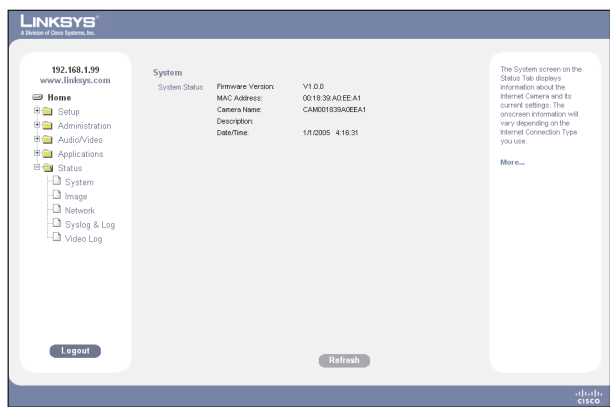 LINKSYS®
A Division of Cisco Systems, Inc.
192.168.1.99
www.linksys.com
Home
Setup
Administration
Audio/Video
Applications
Status
System
Image
Network
Syslog & Log
Video Log
Logout
System
System Status
Firmware Version: V1.0.0
MAC Address: 00:18:39:A0:EE:A1
Camera Name: CAM001839A0EEA1
Description:
Date/Time: 1/1/2005 4:16:31
Refresh
The System screen on the
Status Tab displays
information about the
Internet Camera and its
current settings. The
onscreen information will
vary depending on the
Internet Connection Type
you use.
More...
CISCO